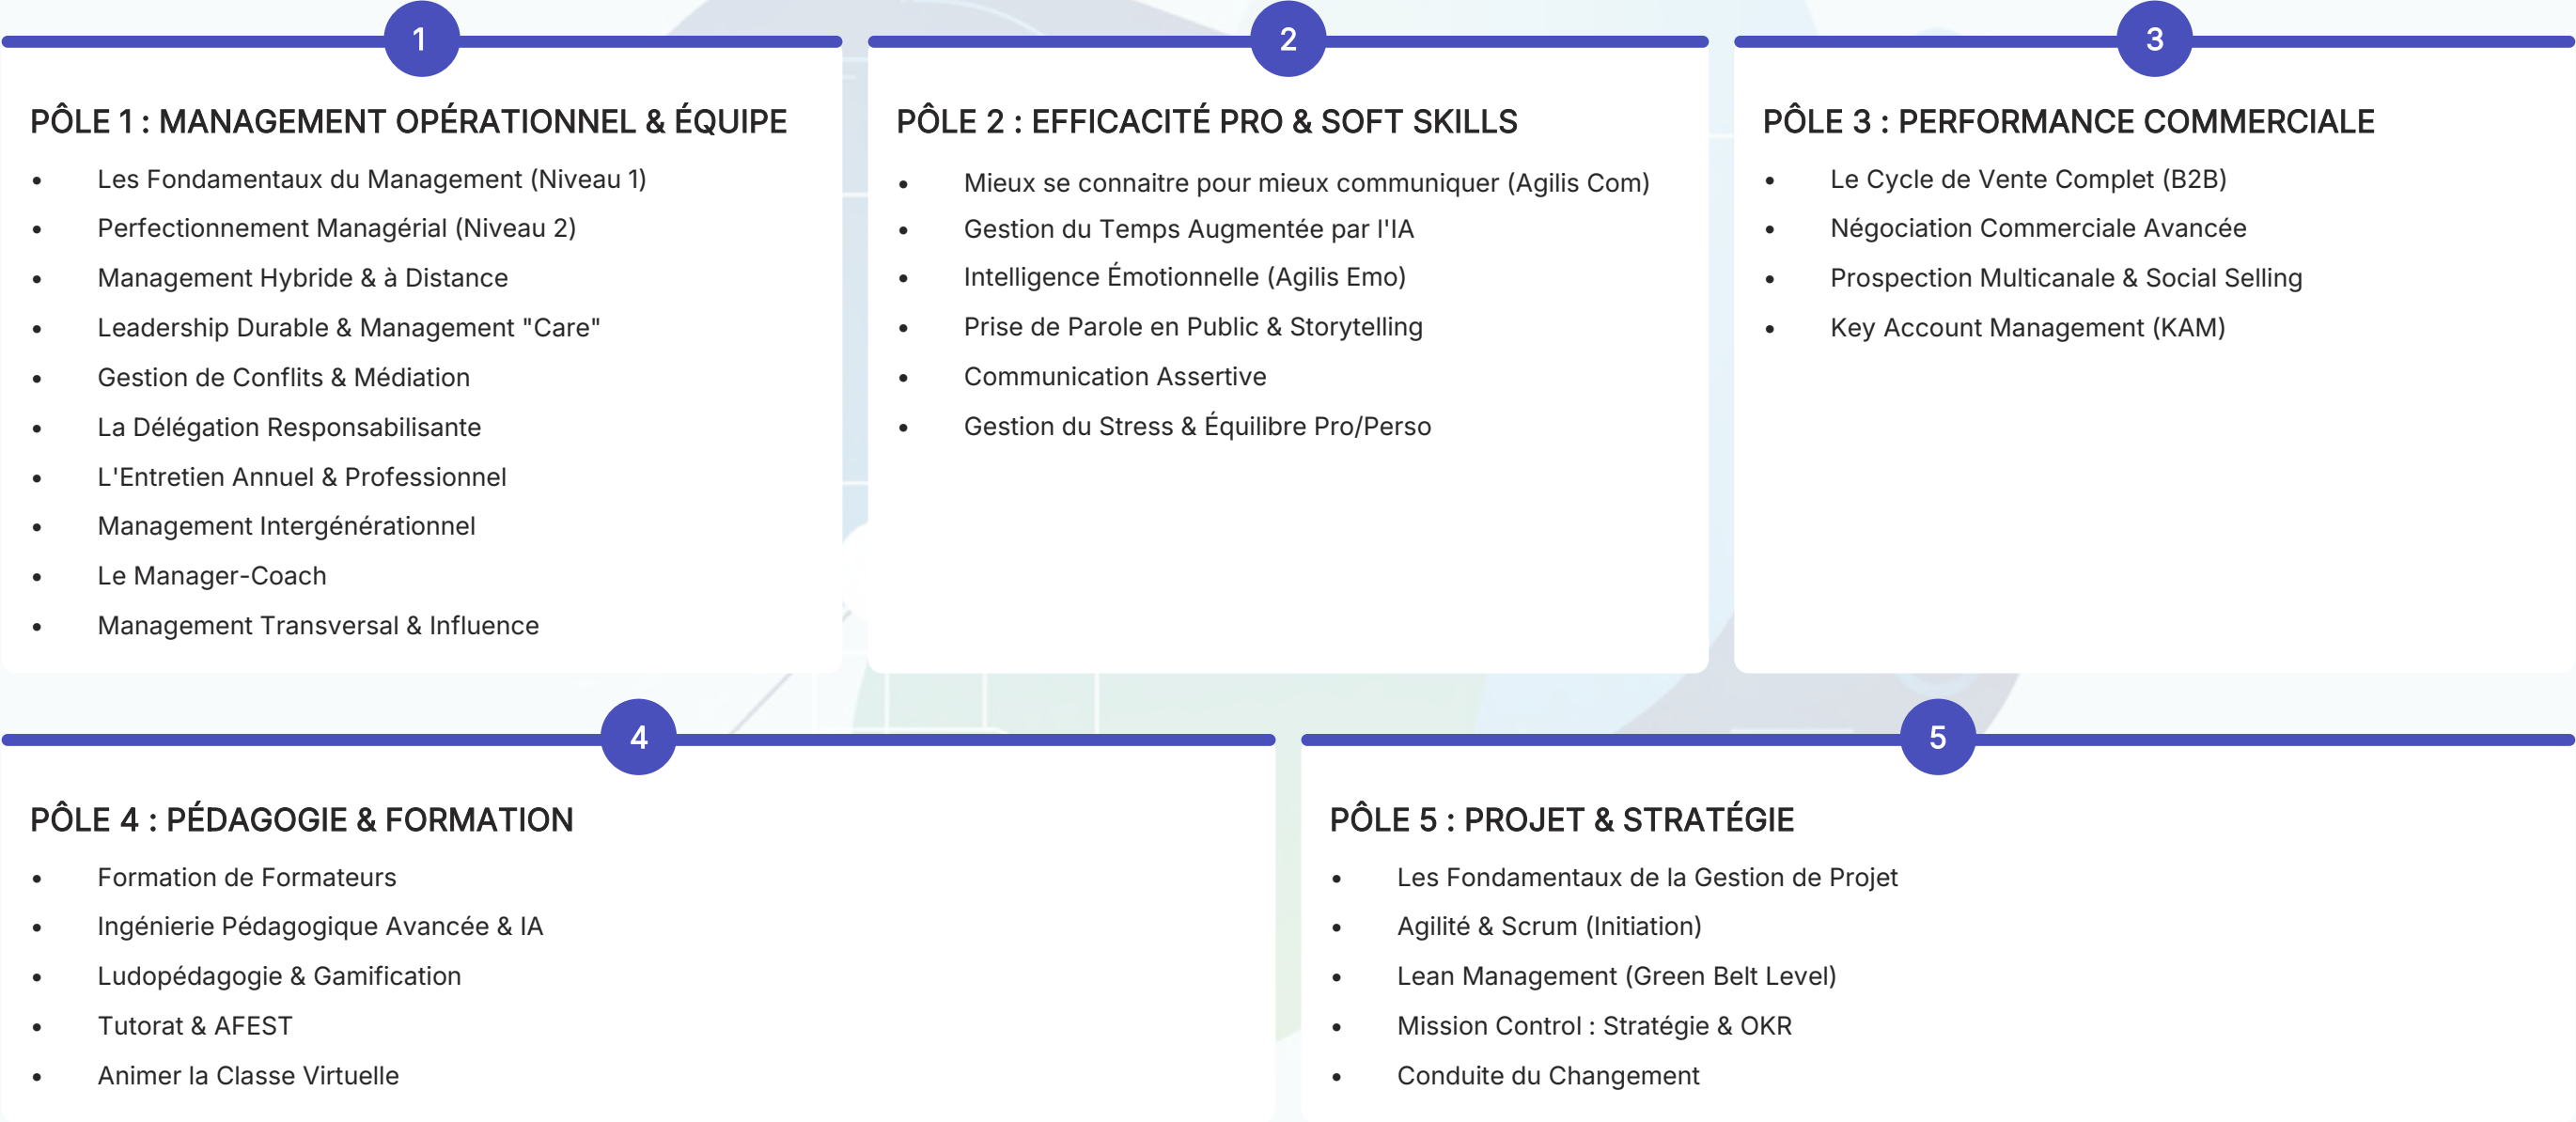 1
PÔLE 1 : MANAGEMENT OPÉRATIONNEL & ÉQUIPE
• Les Fondamentaux du Management (Niveau 1)
• Perfectionnement Managérial (Niveau 2)
• Management Hybride & à Distance
• Leadership Durable & Management "Care"
• Gestion de Conflits & Médiation
• La Délégation Responsabilisante
• L'Entretien Annuel & Professionnel
• Management Intergénérationnel
• Le Manager-Coach
• Management Transversal & Influence
2
PÔLE 2 : EFFICACITÉ PRO & SOFT SKILLS
• Mieux se connaitre pour mieux communiquer (Agilis Com)
• Gestion du Temps Augmentée par l'IA
• Intelligence Émotionnelle (Agilis Emo)
• Prise de Parole en Public & Storytelling
• Communication Assertive
• Gestion du Stress & Équilibre Pro/Perso
3
PÔLE 3 : PERFORMANCE COMMERCIALE
• Le Cycle de Vente Complet (B2B)
• Négociation Commerciale Avancée
• Prospection Multicanale & Social Selling
• Key Account Management (KAM)
4
PÔLE 4 : PÉDAGOGIE & FORMATION
• Formation de Formateurs
• Ingénierie Pédagogique Avancée & IA
• Ludopédagogie & Gamification
• Tutorat & AFEST
• Animer la Classe Virtuelle
5
PÔLE 5 : PROJET & STRATÉGIE
• Les Fondamentaux de la Gestion de Projet
• Agilité & Scrum (Initiation)
• Lean Management (Green Belt Level)
• Mission Control : Stratégie & OKR
• Conduite du Changement